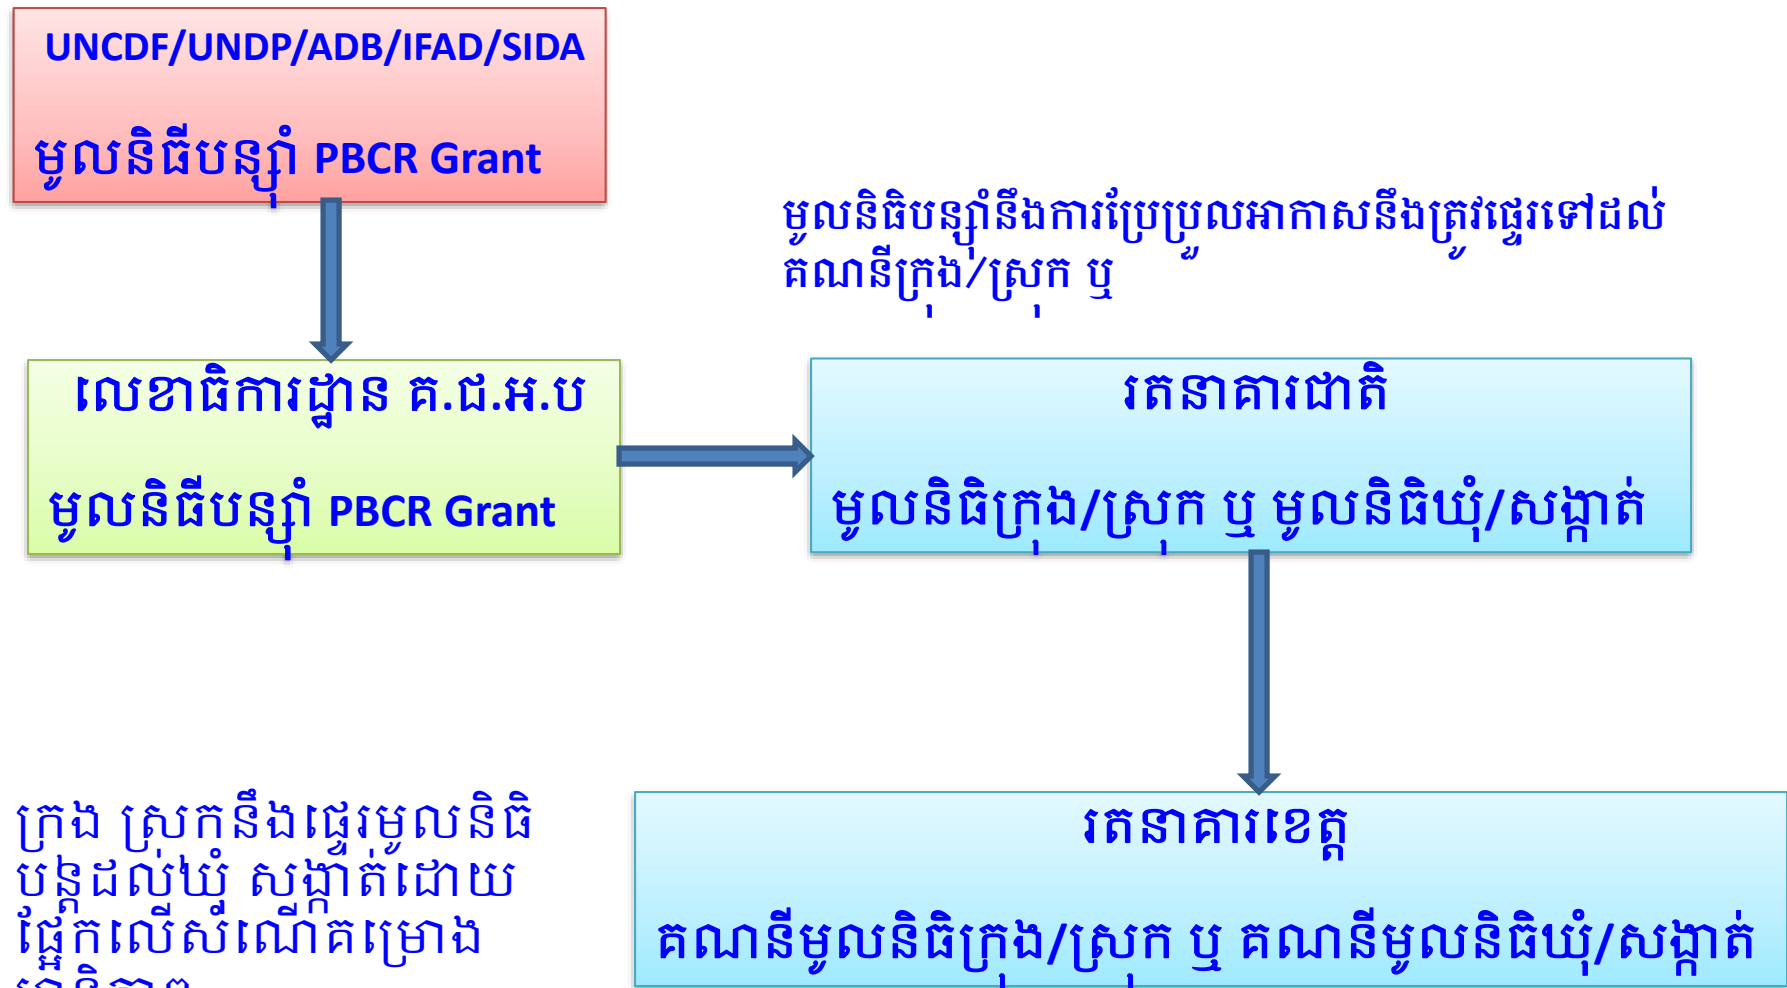 UNCDF/UNDP/ADB/IFAD/SIDA
មូលនិធីបន្ស៊ាំ PBCR Grant
មូលនិធិបន្ស៊ាំនឹងការប្រែប្រួលអាកាសនឹងត្រូវផ្ទេរទៅដល់
គណនីក្រុង/ស្រុក ឬ
លេខាធិការដ្ឋាន គ.ជ.អ.ប
មូលនិធីបន្ស៊ាំ PBCR Grant
រតនាគារជាតិ
មូលនិធិក្រុង/ស្រុក ឬ មូលនិធិឃុំ/សង្កាត់
ក្រុង ស្រុកនឹងផ្ទេរមូលនិធិ
បន្តដល់ឃុំ សង្កាត់ដោយ
ផ្អែកលើសំណើគម្រោង
រតនាគារខេត្ត
គណនីមូលនិធិក្រុង/ស្រុក ឬ គណនីមូលនិធិឃុំ/សង្កាត់